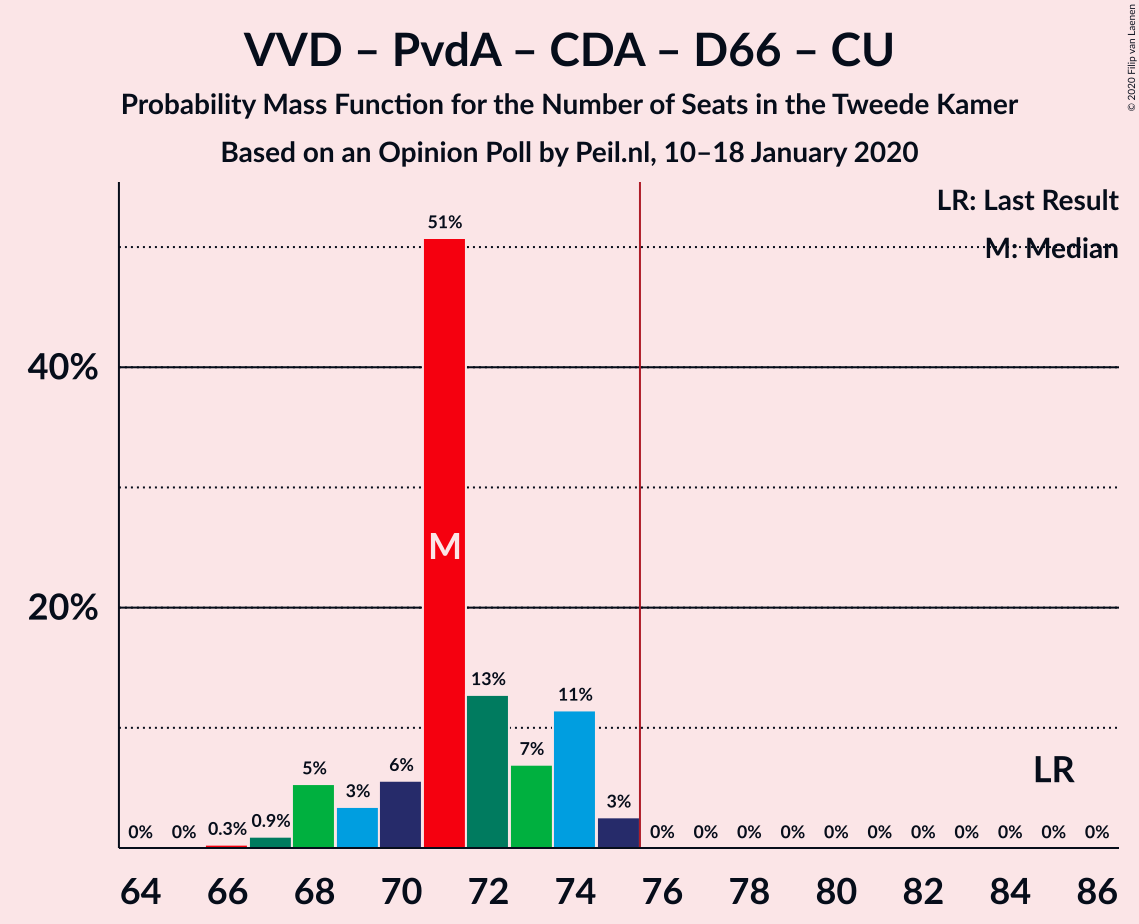 VVD – PvdA – CDA – D66 – CU
Probability Mass Function for the Number of Seats in the Tweede Kamer
Based on an Opinion Poll by Peil.nl, 10–18 January 2020
© 2020 Filip van Laenen
LR: Last Result
M: Median
51%
40%
M
20%
13%
11%
7%
6%
5%
3%
3%
LR
0% 0% 0.3% 0.9% 0% 0% 0% 0% 0% 0% 0% 0% 0% 0% 0%
64 66 68 70 72 74 76 78 80 82 84 86